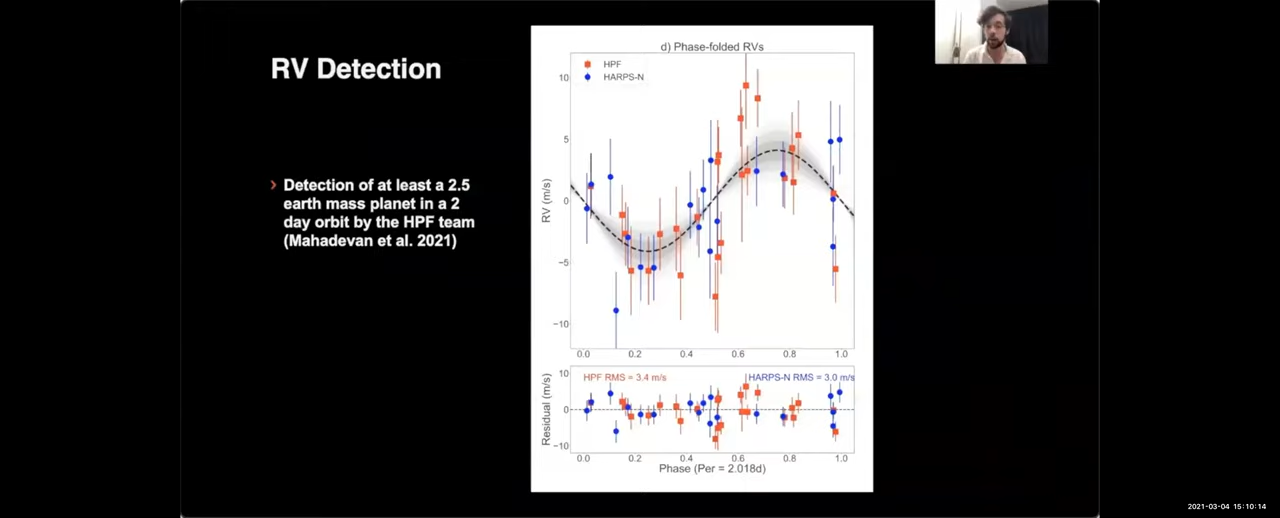 RV Detection
› Detection of at least a 2.5
earth mass planet in a 2
day orbit by the HPF team
(Mahadevan et al. 2021)
d) Phase-folded RVs
HPF
HARPS-N
RV (m/s)
10
5
0
−5
−10
0.0 0.2 0.4 0.6 0.8 1.0
HPF RMS = 3.4 m/s HARPS-N RMS = 3.0 m/s
Residual (m/s)
10
0
−10
0.0 0.2 0.4 0.6 0.8 1.0
Phase (Per = 2.018d)
2021-03-04 15:10:14